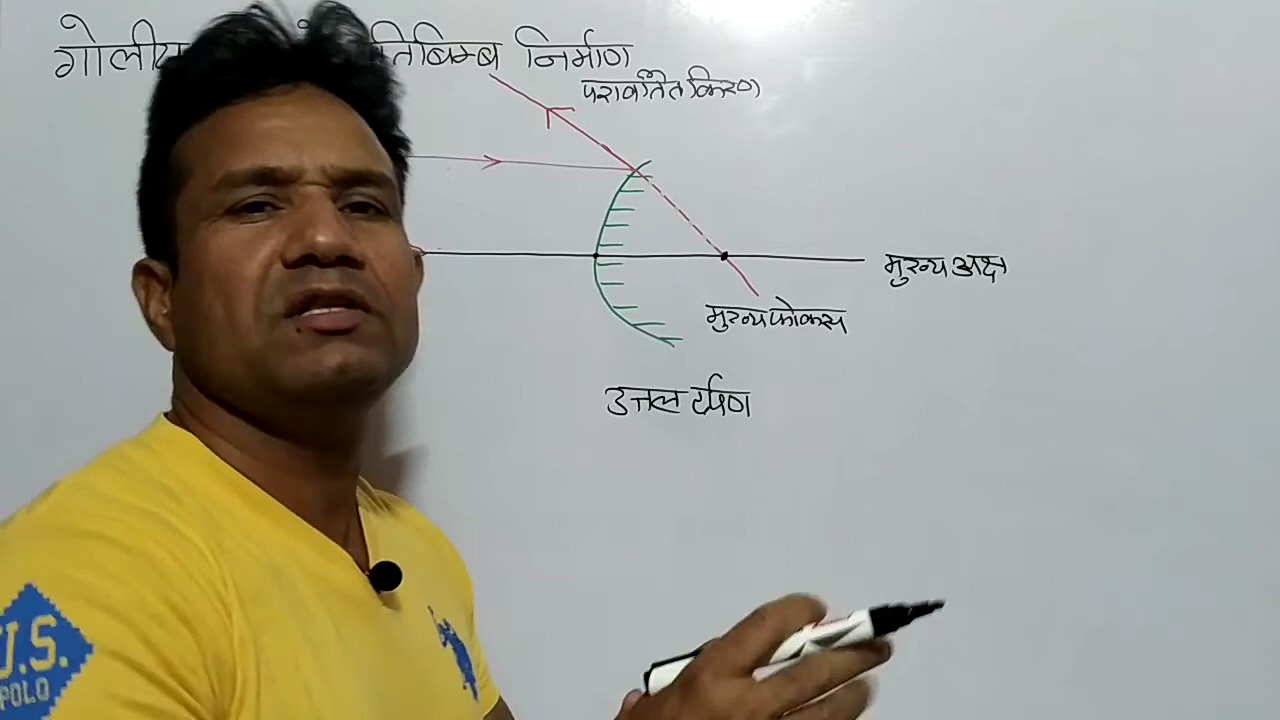 गोलीय तिबिम्ब निर्माण
परावर्तित किरण
मुख्य अक्ष
मुख्य फोकस
उत्तल दर्पण
U.S.
POLO